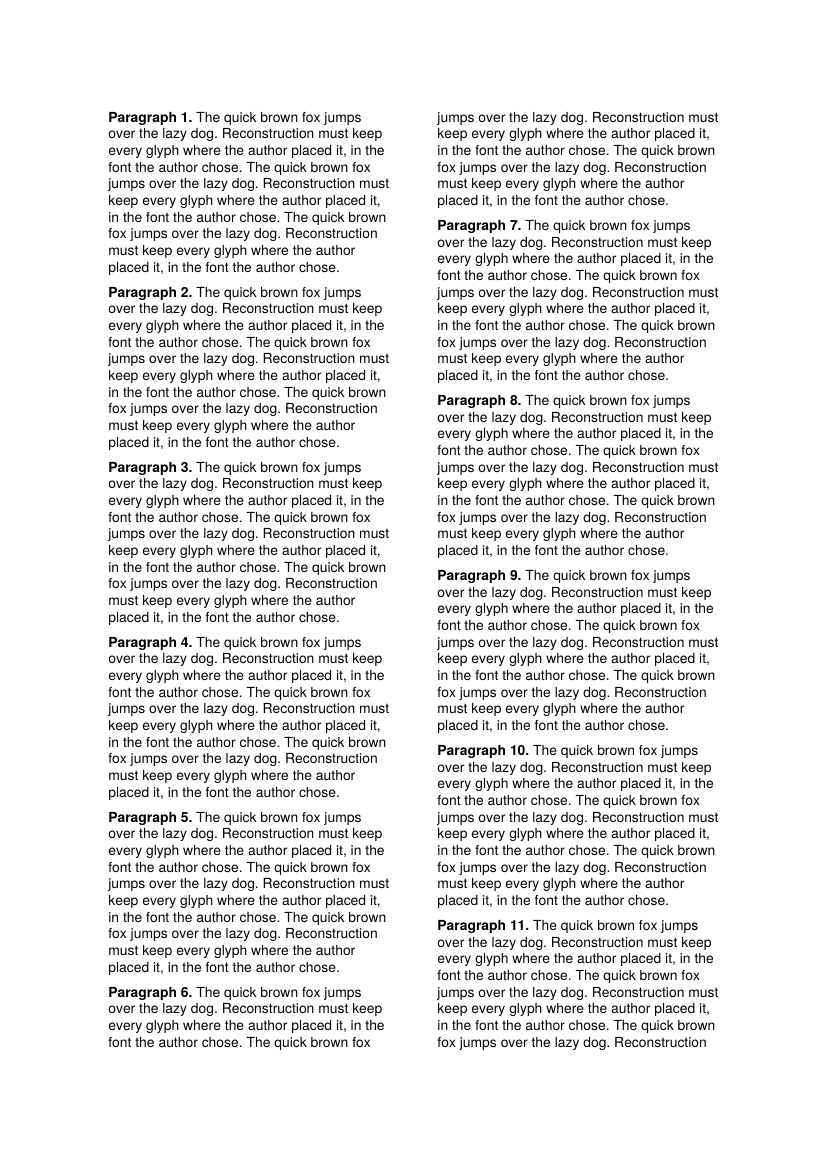 Paragraph 1. The quick brown fox jumps
over the lazy dog. Reconstruction must keep
every glyph where the author placed it, in the
font the author chose. The quick brown fox
jumps over the lazy dog. Reconstruction must
keep every glyph where the author placed it,
in the font the author chose. The quick brown
fox jumps over the lazy dog. Reconstruction
must keep every glyph where the author
placed it, in the font the author chose.
Paragraph 2. The quick brown fox jumps
over the lazy dog. Reconstruction must keep
every glyph where the author placed it, in the
font the author chose. The quick brown fox
jumps over the lazy dog. Reconstruction must
keep every glyph where the author placed it,
in the font the author chose. The quick brown
fox jumps over the lazy dog. Reconstruction
must keep every glyph where the author
placed it, in the font the author chose.
Paragraph 3. The quick brown fox jumps
over the lazy dog. Reconstruction must keep
every glyph where the author placed it, in the
font the author chose. The quick brown fox
jumps over the lazy dog. Reconstruction must
keep every glyph where the author placed it,
in the font the author chose. The quick brown
fox jumps over the lazy dog. Reconstruction
must keep every glyph where the author
placed it, in the font the author chose.
Paragraph 4. The quick brown fox jumps
over the lazy dog. Reconstruction must keep
every glyph where the author placed it, in the
font the author chose. The quick brown fox
jumps over the lazy dog. Reconstruction must
keep every glyph where the author placed it,
in the font the author chose. The quick brown
fox jumps over the lazy dog. Reconstruction
must keep every glyph where the author
placed it, in the font the author chose.
Paragraph 5. The quick brown fox jumps
over the lazy dog. Reconstruction must keep
every glyph where the author placed it, in the
font the author chose. The quick brown fox
jumps over the lazy dog. Reconstruction must
keep every glyph where the author placed it,
in the font the author chose. The quick brown
fox jumps over the lazy dog. Reconstruction
must keep every glyph where the author
placed it, in the font the author chose.
Paragraph 6. The quick brown fox jumps
over the lazy dog. Reconstruction must keep
every glyph where the author placed it, in the
font the author chose. The quick brown fox
jumps over the lazy dog. Reconstruction must
keep every glyph where the author placed it,
in the font the author chose. The quick brown
fox jumps over the lazy dog. Reconstruction
must keep every glyph where the author
placed it, in the font the author chose.
Paragraph 7. The quick brown fox jumps
over the lazy dog. Reconstruction must keep
every glyph where the author placed it, in the
font the author chose. The quick brown fox
jumps over the lazy dog. Reconstruction must
keep every glyph where the author placed it,
in the font the author chose. The quick brown
fox jumps over the lazy dog. Reconstruction
must keep every glyph where the author
placed it, in the font the author chose.
Paragraph 8. The quick brown fox jumps
over the lazy dog. Reconstruction must keep
every glyph where the author placed it, in the
font the author chose. The quick brown fox
jumps over the lazy dog. Reconstruction must
keep every glyph where the author placed it,
in the font the author chose. The quick brown
fox jumps over the lazy dog. Reconstruction
must keep every glyph where the author
placed it, in the font the author chose.
Paragraph 9. The quick brown fox jumps
over the lazy dog. Reconstruction must keep
every glyph where the author placed it, in the
font the author chose. The quick brown fox
jumps over the lazy dog. Reconstruction must
keep every glyph where the author placed it,
in the font the author chose. The quick brown
fox jumps over the lazy dog. Reconstruction
must keep every glyph where the author
placed it, in the font the author chose.
Paragraph 10. The quick brown fox jumps
over the lazy dog. Reconstruction must keep
every glyph where the author placed it, in the
font the author chose. The quick brown fox
jumps over the lazy dog. Reconstruction must
keep every glyph where the author placed it,
in the font the author chose. The quick brown
fox jumps over the lazy dog. Reconstruction
must keep every glyph where the author
placed it, in the font the author chose.
Paragraph 11. The quick brown fox jumps
over the lazy dog. Reconstruction must keep
every glyph where the author placed it, in the
font the author chose. The quick brown fox
jumps over the lazy dog. Reconstruction must
keep every glyph where the author placed it,
in the font the author chose. The quick brown
fox jumps over the lazy dog. Reconstruction